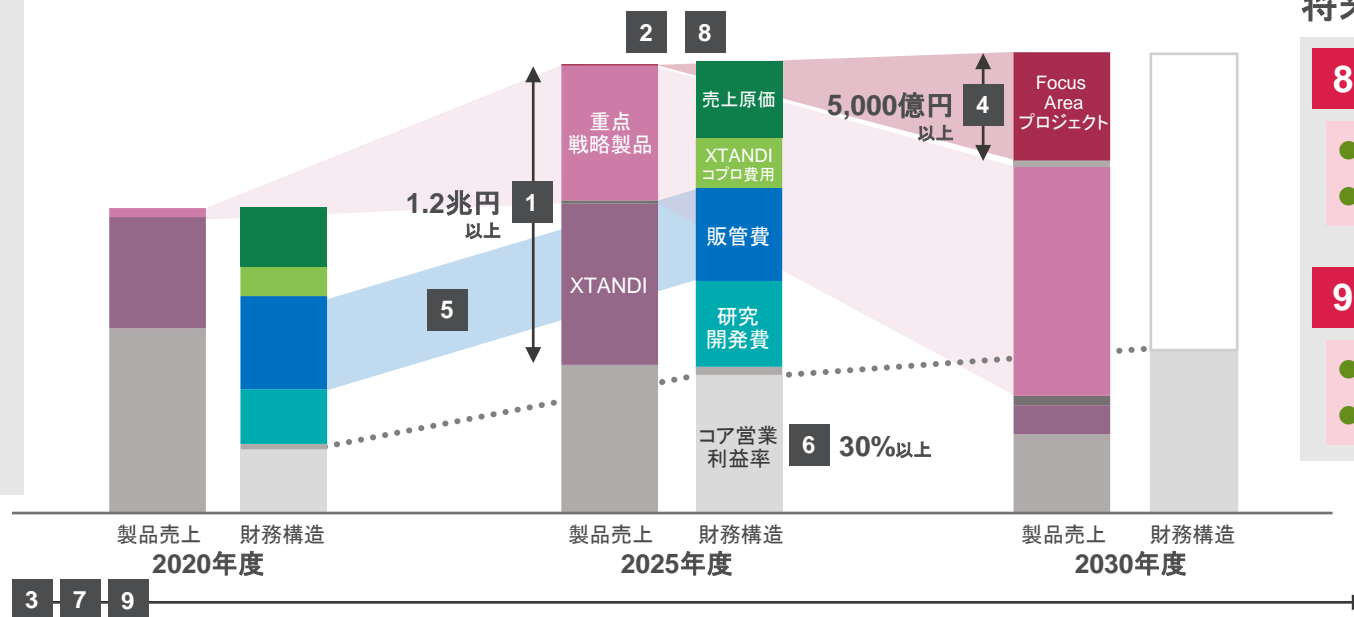 将来
8
9
2 8
売上原価
重点
戦略製品
XTANDI
コプロ費用
5,000億円
以上
4
Focus
Area
プロジェクト
1.2兆円
以上
1
販管費
XTANDI
5
研究
開発費
コア営業
利益率
6 30%以上
製品売上 財務構造
2020年度
製品売上 財務構造
2025年度
製品売上 財務構造
2030年度
3 7 9